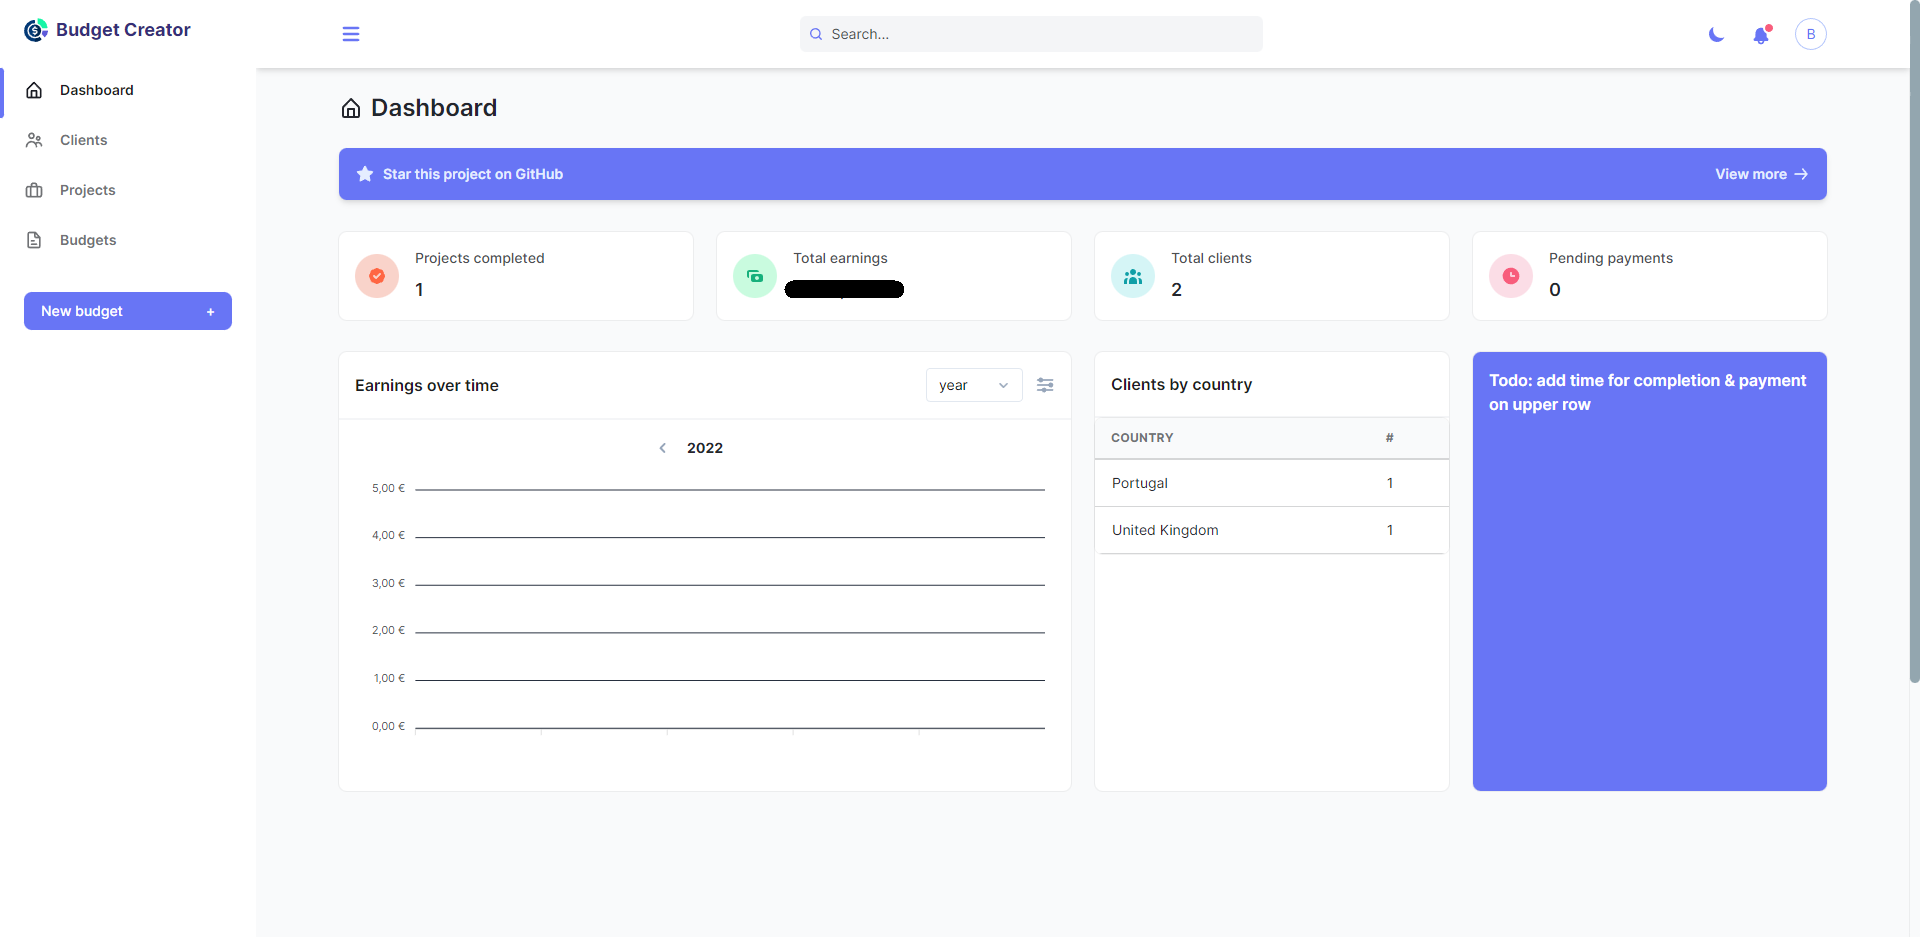 Budget Creator
Search...
B
Dashboard
Clients
Projects
Budgets
New budget +
Dashboard
Star this project on GitHub
View more
Projects completed
1
Total earnings
Total clients
2
Pending payments
0
Earnings over time
year
2022
5,00 €
4,00 €
3,00 €
2,00 €
1,00 €
0,00 €
Clients by country
COUNTRY #
Portugal 1
United Kingdom 1
Todo: add time for completion & payment
on upper row